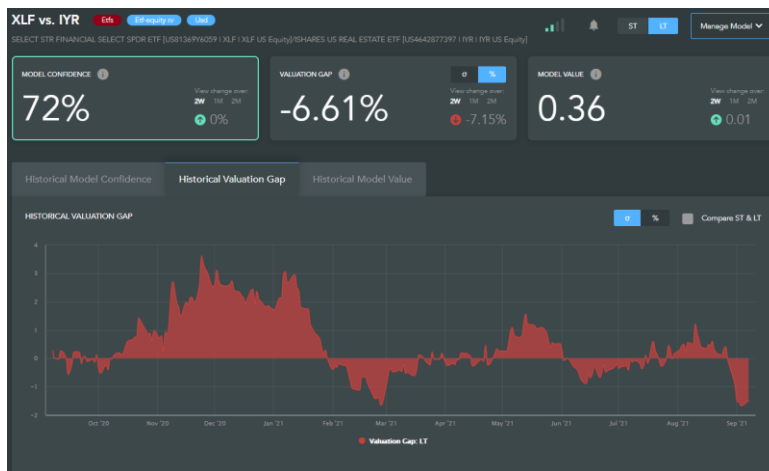 XLF vs. IYR Etfs Etf-equity rv Usd
ST LT Manage Model
SELECT STR FINANCIAL SELECT SPDR ETF [US81369Y6059 | XLF | XLF US Equity]/ISHARES US REAL ESTATE ETF [US4642877397 | IYR | IYR US Equity]
MODEL CONFIDENCE
72%
View change over:
2W 1M 2M
0%
VALUATION GAP
σ %
-6.61%
View change over:
2W 1M 2M
-7.15%
MODEL VALUE
0.36
View change over:
2W 1M 2M
0.01
Historical Model Confidence Historical Valuation Gap Historical Model Value
HISTORICAL VALUATION GAP
σ % Compare ST & LT
4
3
2
1
0
-1
-2
Oct '20 Nov '20 Dec '20 Jan '21 Feb '21 Mar '21 Apr '21 May '21 Jun '21 Jul '21 Aug '21 Sep '21
Valuation Gap: LT